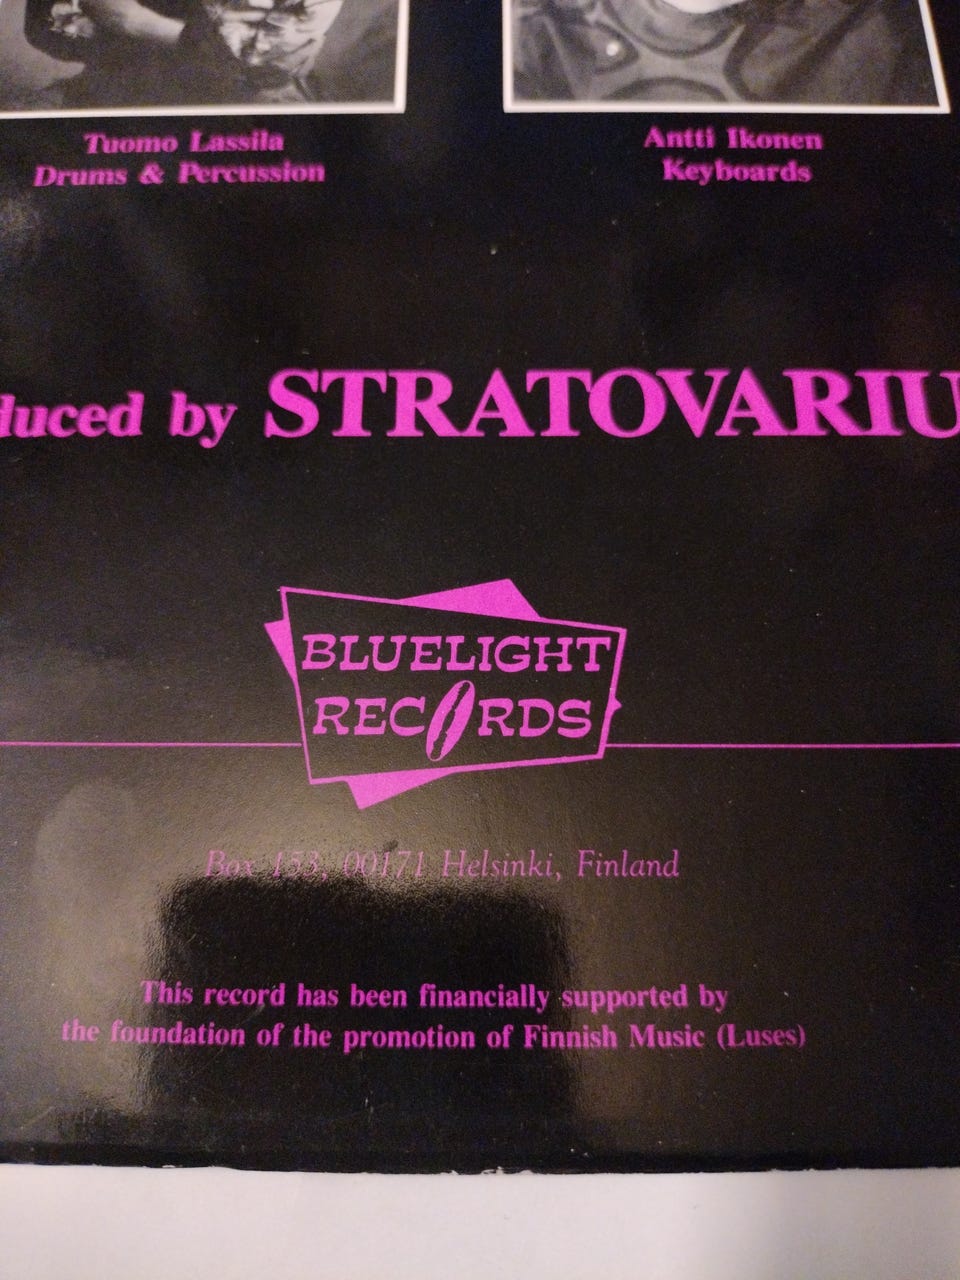 Tuomo Lassila
Drums & Percussion
Antti Ikonen
Keyboards
duced by STRATOVARIU
BLUELIGHT
RECORDS
Box 153, 00171 Helsinki, Finland
This record has been financially supported by
the foundation of the promotion of Finnish Music (Luses)